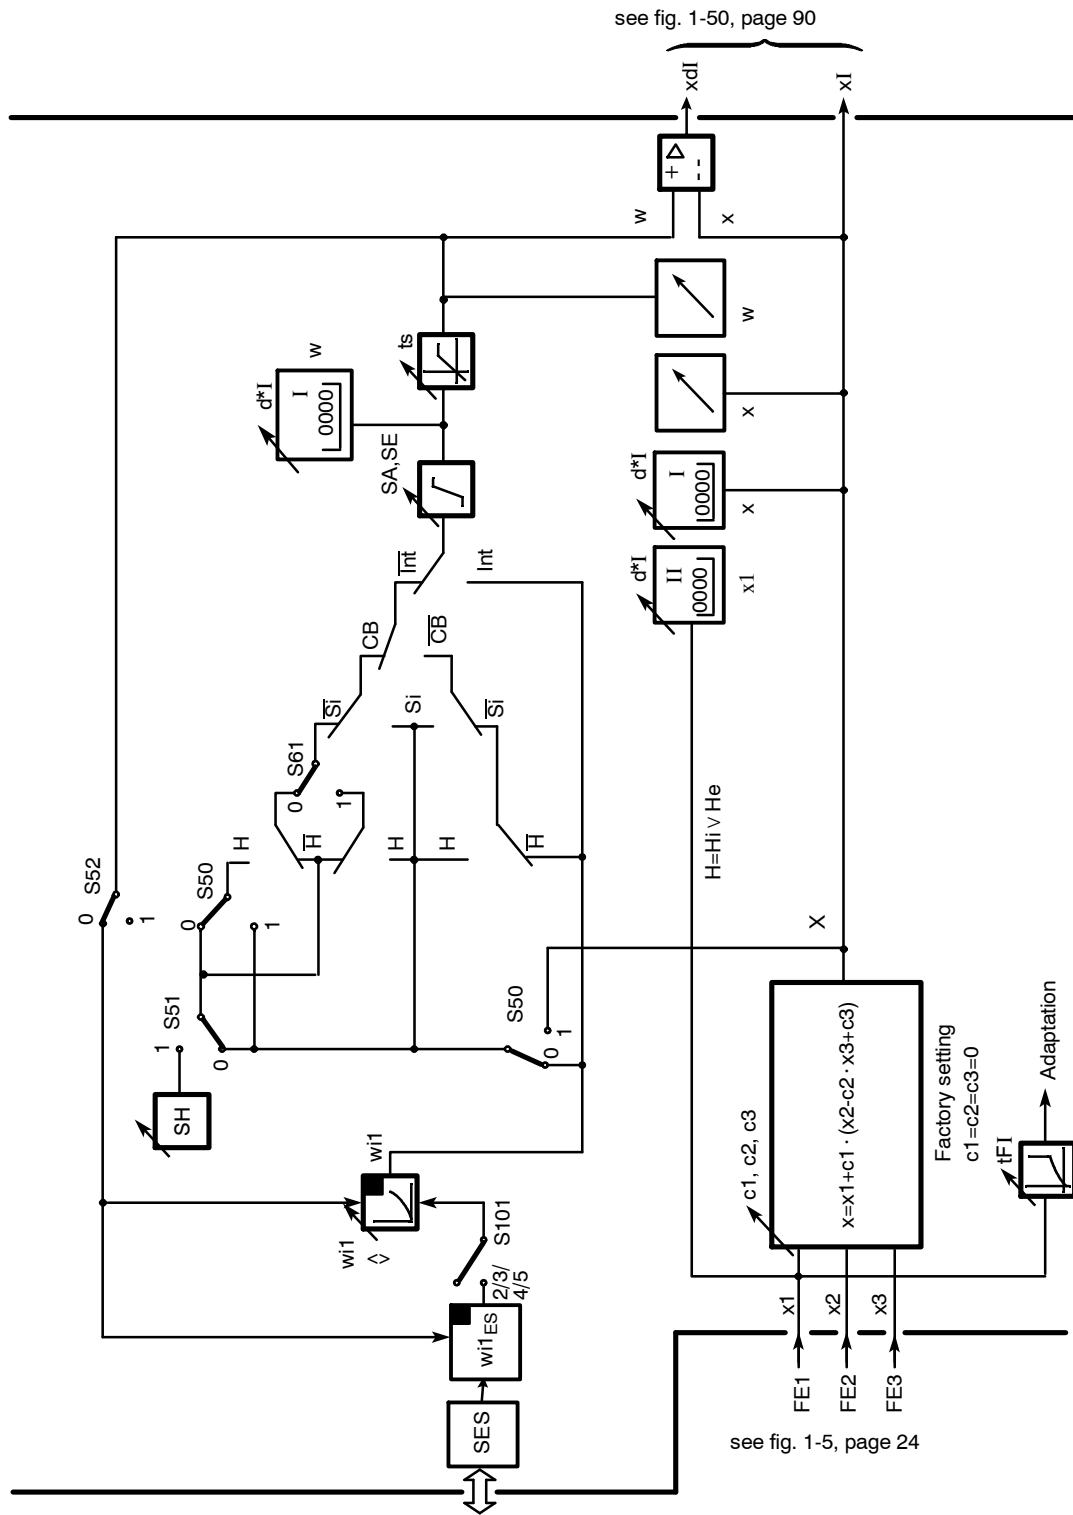 see fig. 1-50, page 90
xdI
xI
+
--
w
x
S52
0
1
w
d*I
I
0000
ts
SA,SE
w
x
d*I
I
0000
x
d*I
II
0000
x1
Int
Int
CB
CB
Si
Si
Si
S61
0
1
H
H
H
H
H
S50
0
1
S51
1
0
SH
S50
0
1
H=Hi v He
X
wi1
wi1
<>
S101
2/3/
4/5
wi1ES
SES
c1, c2, c3
x=x1+c1 · (x2-c2 · x3+c3)
Factory setting
c1=c2=c3=0
tFI
Adaptation
x1
x2
x3
FE1
FE2
FE3
see fig. 1-5, page 24